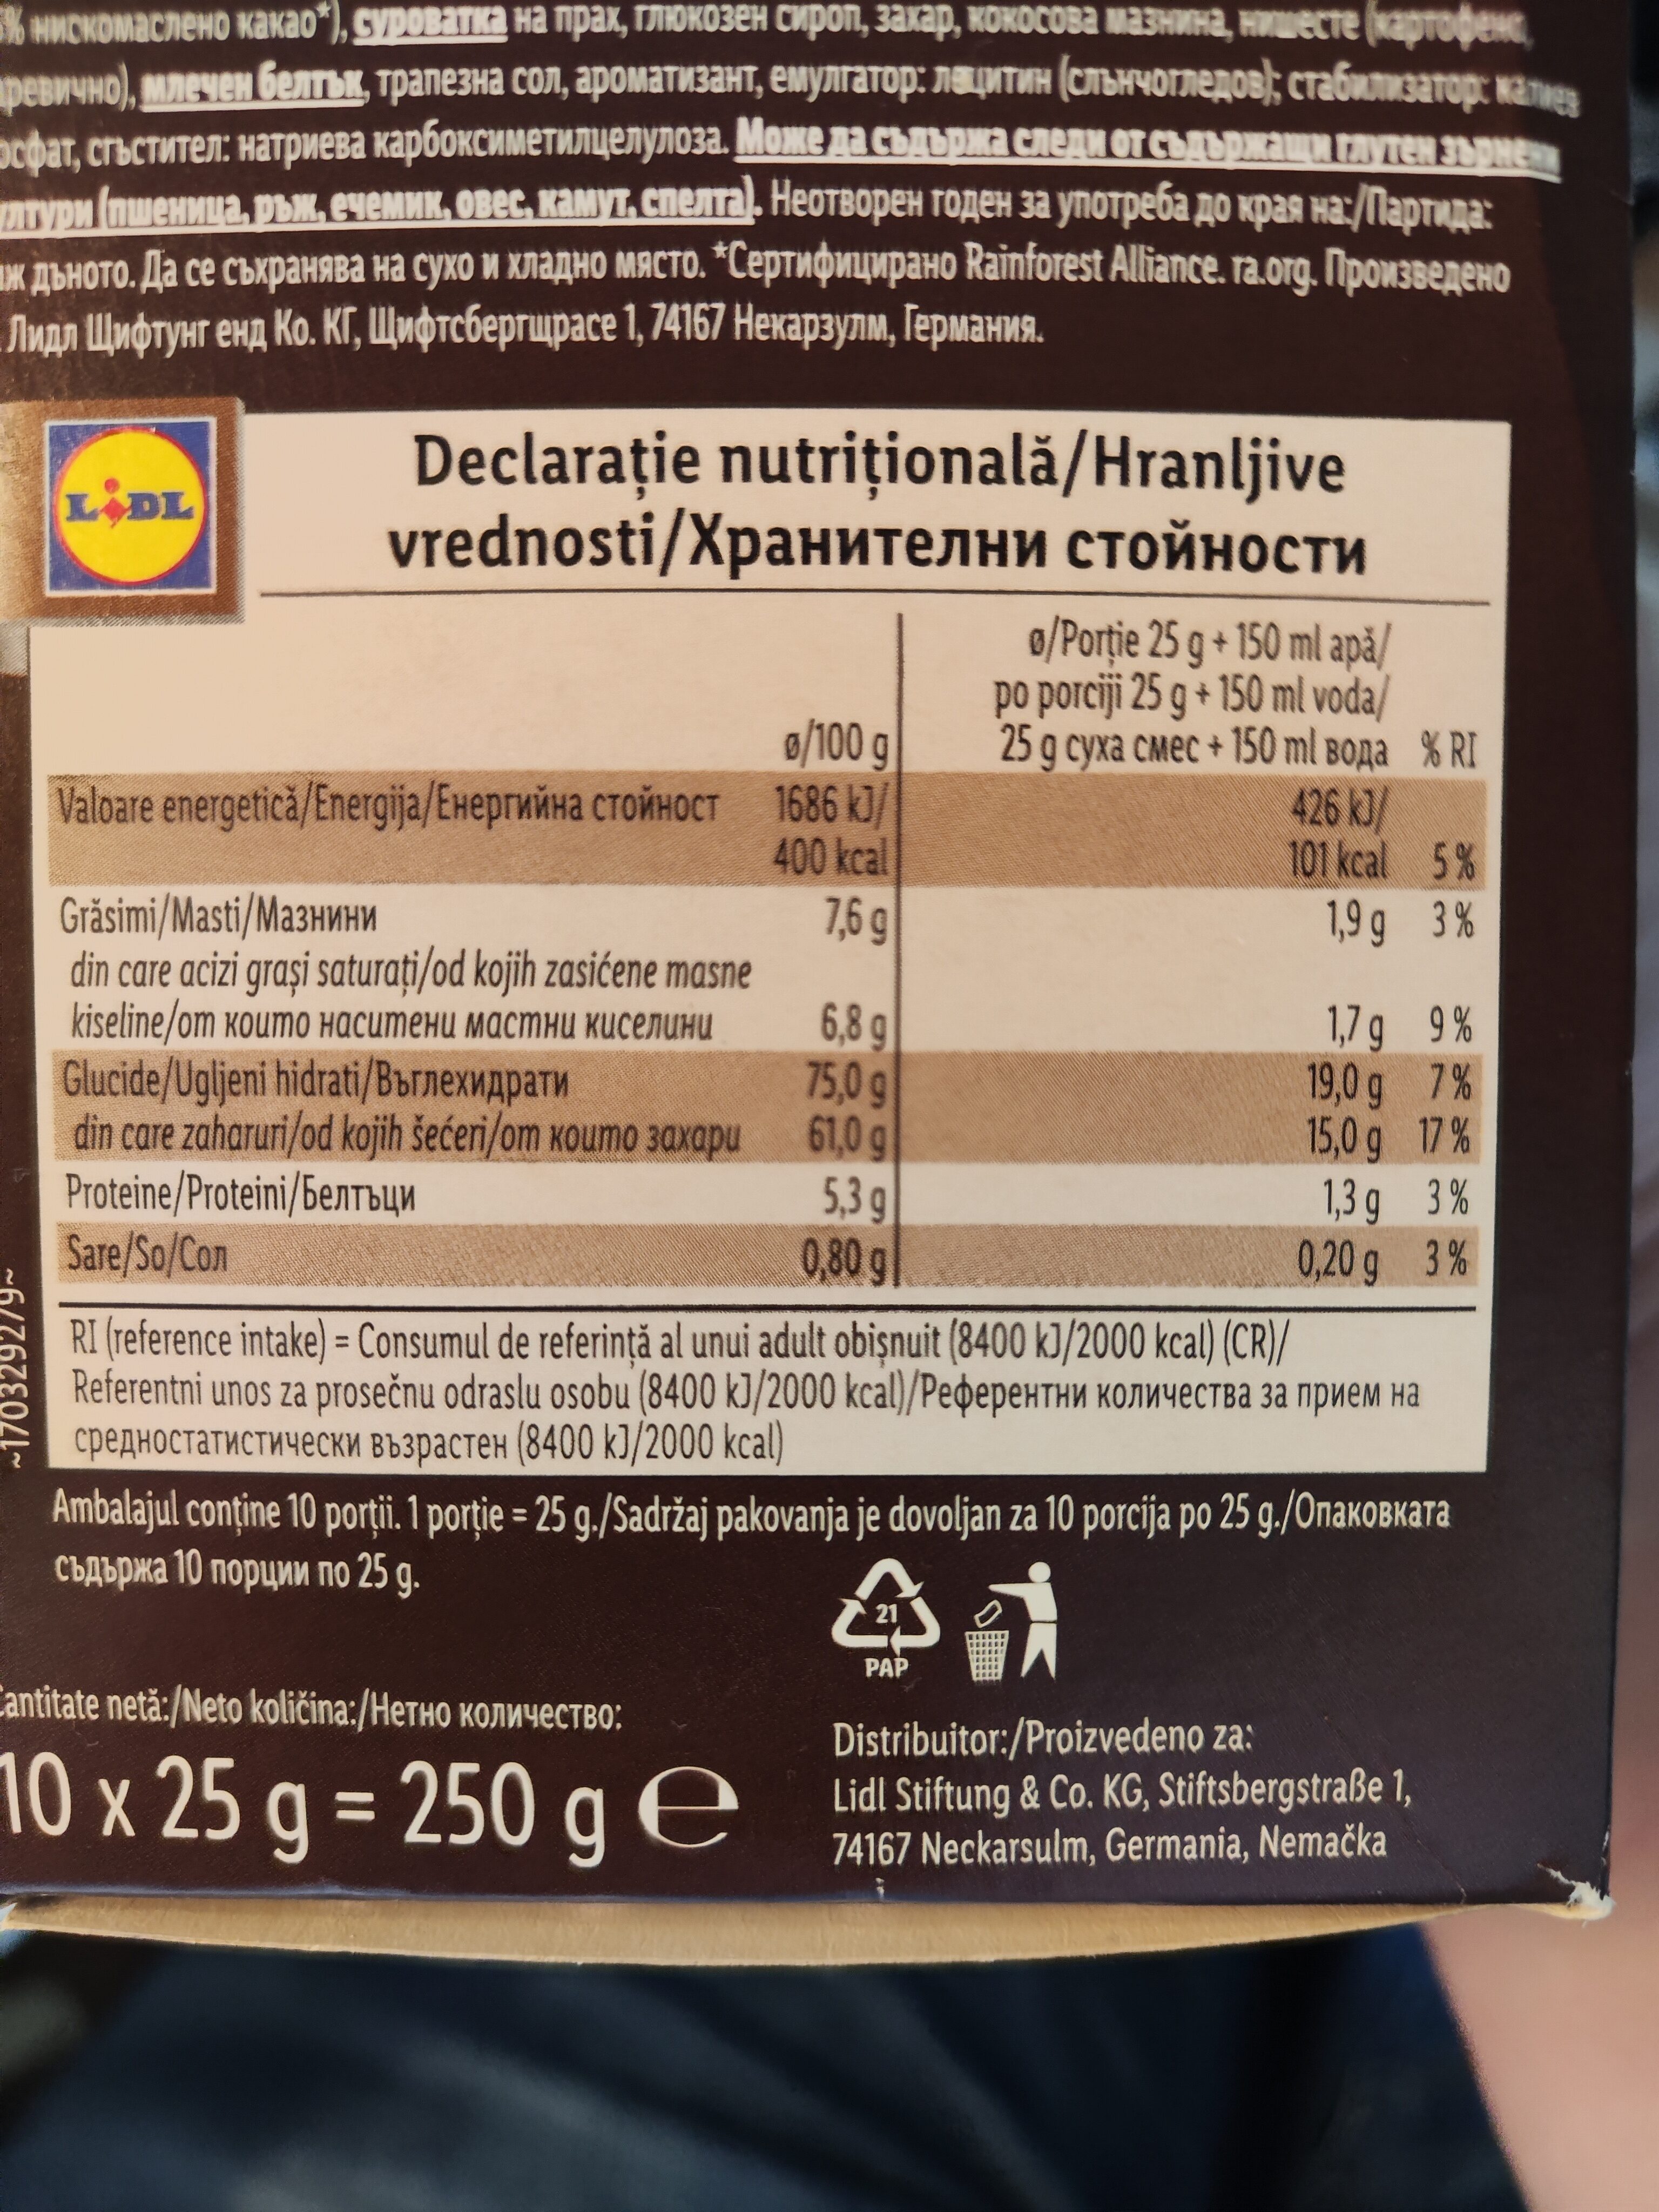 % нискомаслено какао*), суроватка на прах, глюкозен сироп, захар, кокосова мазнина, нишесте (картофено,
ревично), млечен белтък, трапезна сол, ароматизант, емулгатор: лецитин (слънчогледов); стабилизатор: калиев
осфат, сгъстител: натриева карбоксиметилцелулоза. Може да съдържа следи от съдържащи глутен зърнени
ултури (пшеница, ръж, ечемик, овес, камут, спелта). Неотворен годен за употреба до края на:/Партида:
иж дъното. Да се съхранява на сухо и хладно място. *Сертифицирано Rainforest Alliance. ra.org. Произведено
Лидл Щифтунг енд Ко. КГ, Щифтсбергщрасе 1, 74167 Некарзулм, Германия.
LIDL
Declarație nutrițională/Hranljive
vrednosti/Хранителни стойности
ø/Porție 25 g + 150 ml apă/
po porciji 25 g + 150 ml voda/
ø/100 g 25 g суха смес + 150 ml вода % RI
Valoare energetică/Energija/Енергийна стойност 1686 kJ/ 426 kJ/
400 kcal 101 kcal 5 %
Grăsimi/Masti/Мазнини 7,6 g 1,9 g 3 %
din care acizi grași saturați/od kojih zasićene masne
kiseline/от които наситени мастни киселини 6,8 g 1,7 g 9 %
Glucide/Ugljeni hidrati/Въглехидрати 75,0 g 19,0 g 7 %
din care zaharuri/od kojih šećeri/от които захари 61,0 g 15,0 g 17 %
Proteine/Proteini/Белтъци 5,3 g 1,3 g 3 %
Sare/So/Сол 0,80 g 0,20 g 3 %
RI (reference intake) = Consumul de referință al unui adult obișnuit (8400 kJ/2000 kcal) (CR)/
Referentni unos za prosečnu odraslu osobu (8400 kJ/2000 kcal)/Референтни количества за прием на
средностатистически възрастен (8400 kJ/2000 kcal)
~170329279~
Ambalajul conține 10 porții. 1 porție = 25 g./Sadržaj pakovanja je dovoljan za 10 porcija po 25 g./Опаковката
съдържа 10 порции по 25 g.
21
PAP
Cantitate netă:/Neto količina:/Нетно количество:
10 x 25 g = 250 g e
Distribuitor:/Proizvedeno za:
Lidl Stiftung & Co. KG, Stiftsbergstraße 1,
74167 Neckarsulm, Germania, Nemačka